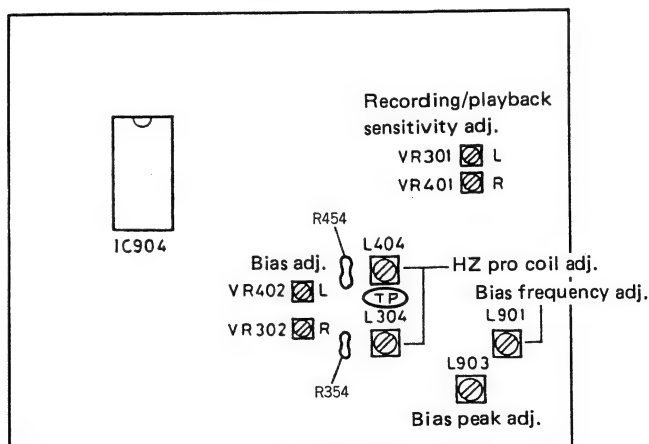 Recording/playback
sensitivity adj.
VR301 L
VR401 R
IC904
R454
L404
Bias adj.
HZ pro coil adj.
VR402 L
TP
Bias frequency adj.
L304
L901
VR302 R
L903
R354
Bias peak adj.